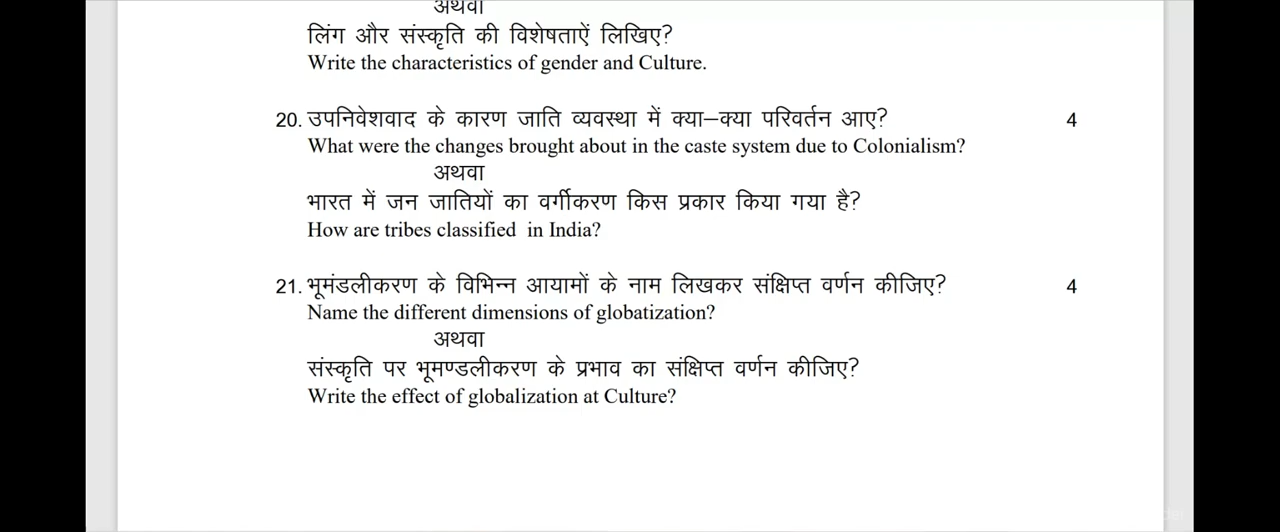 अथवा
लिंग और संस्कृति की विशेषताऐं लिखिए?
Write the characteristics of gender and Culture.
20. उपनिवेशवाद के कारण जाति व्यवस्था में क्या–क्या परिवर्तन आए? 4
What were the changes brought about in the caste system due to Colonialism?
अथवा
भारत में जन जातियों का वर्गीकरण किस प्रकार किया गया है?
How are tribes classified in India?
21. भूमंडलीकरण के विभिन्न आयामों के नाम लिखकर संक्षिप्त वर्णन कीजिए? 4
Name the different dimensions of globatization?
अथवा
संस्कृति पर भूमण्डलीकरण के प्रभाव का संक्षिप्त वर्णन कीजिए?
Write the effect of globalization at Culture?